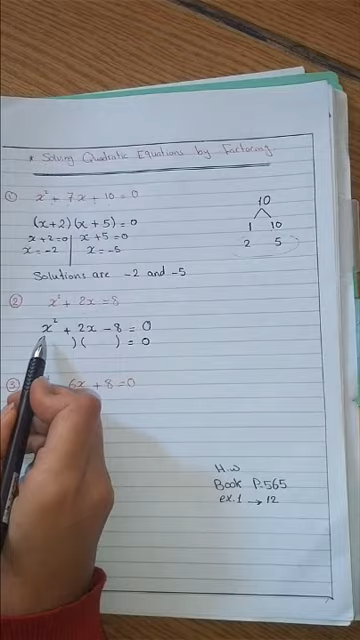 * Solving Quadratic Equations by Factoring
① x² + 7x + 10 = 0
10
1 10
2 5
(x+2)(x+5) = 0
x+2=0 | x+5=0
x=-2 | x=-5
Solutions are -2 and -5
② x² + 2x = 8
x² + 2x - 8 = 0
)( ) = 0
③ 6x + 8 = 0
H.W
Book P.565
ex.1 → 12